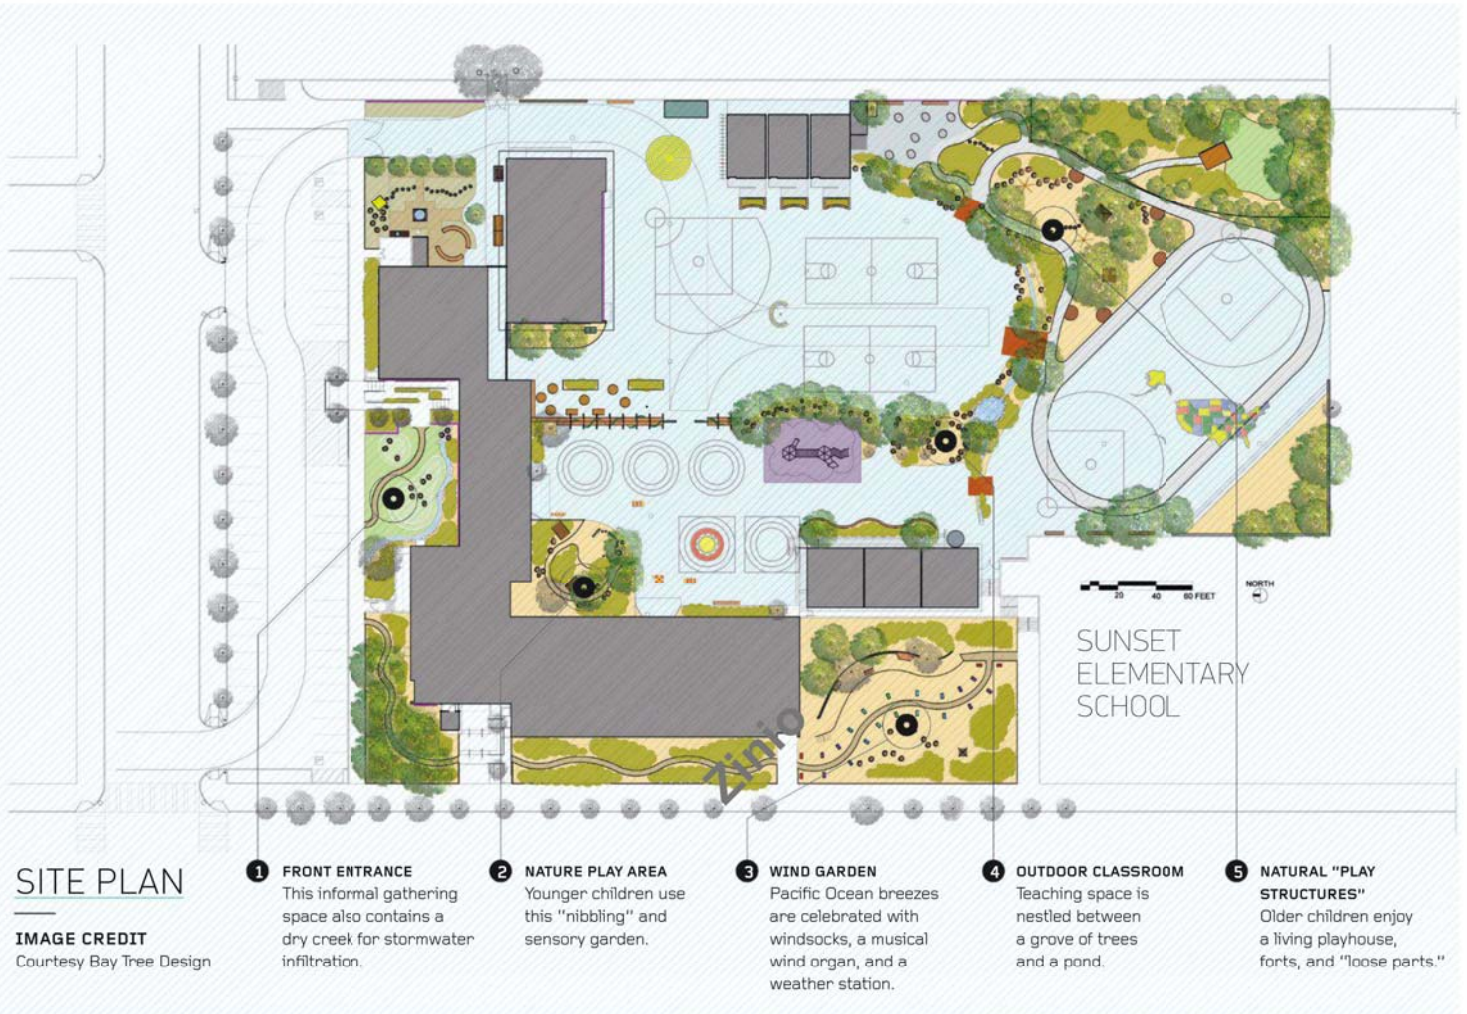 20 40 60 FEET
NORTH
SUNSET
ELEMENTARY
SCHOOL
Zinio
SITE PLAN
IMAGE CREDIT
Courtesy Bay Tree Design
1 FRONT ENTRANCE
This informal gathering
space also contains a
dry creek for stormwater
infiltration.
2 NATURE PLAY AREA
Younger children use
this "nibbling" and
sensory garden.
3 WIND GARDEN
Pacific Ocean breezes
are celebrated with
windsocks, a musical
wind organ, and a
weather station.
4 OUTDOOR CLASSROOM
Teaching space is
nestled between
a grove of trees
and a pond.
5 NATURAL "PLAY
STRUCTURES"
Older children enjoy
a living playhouse,
forts, and "loose parts."